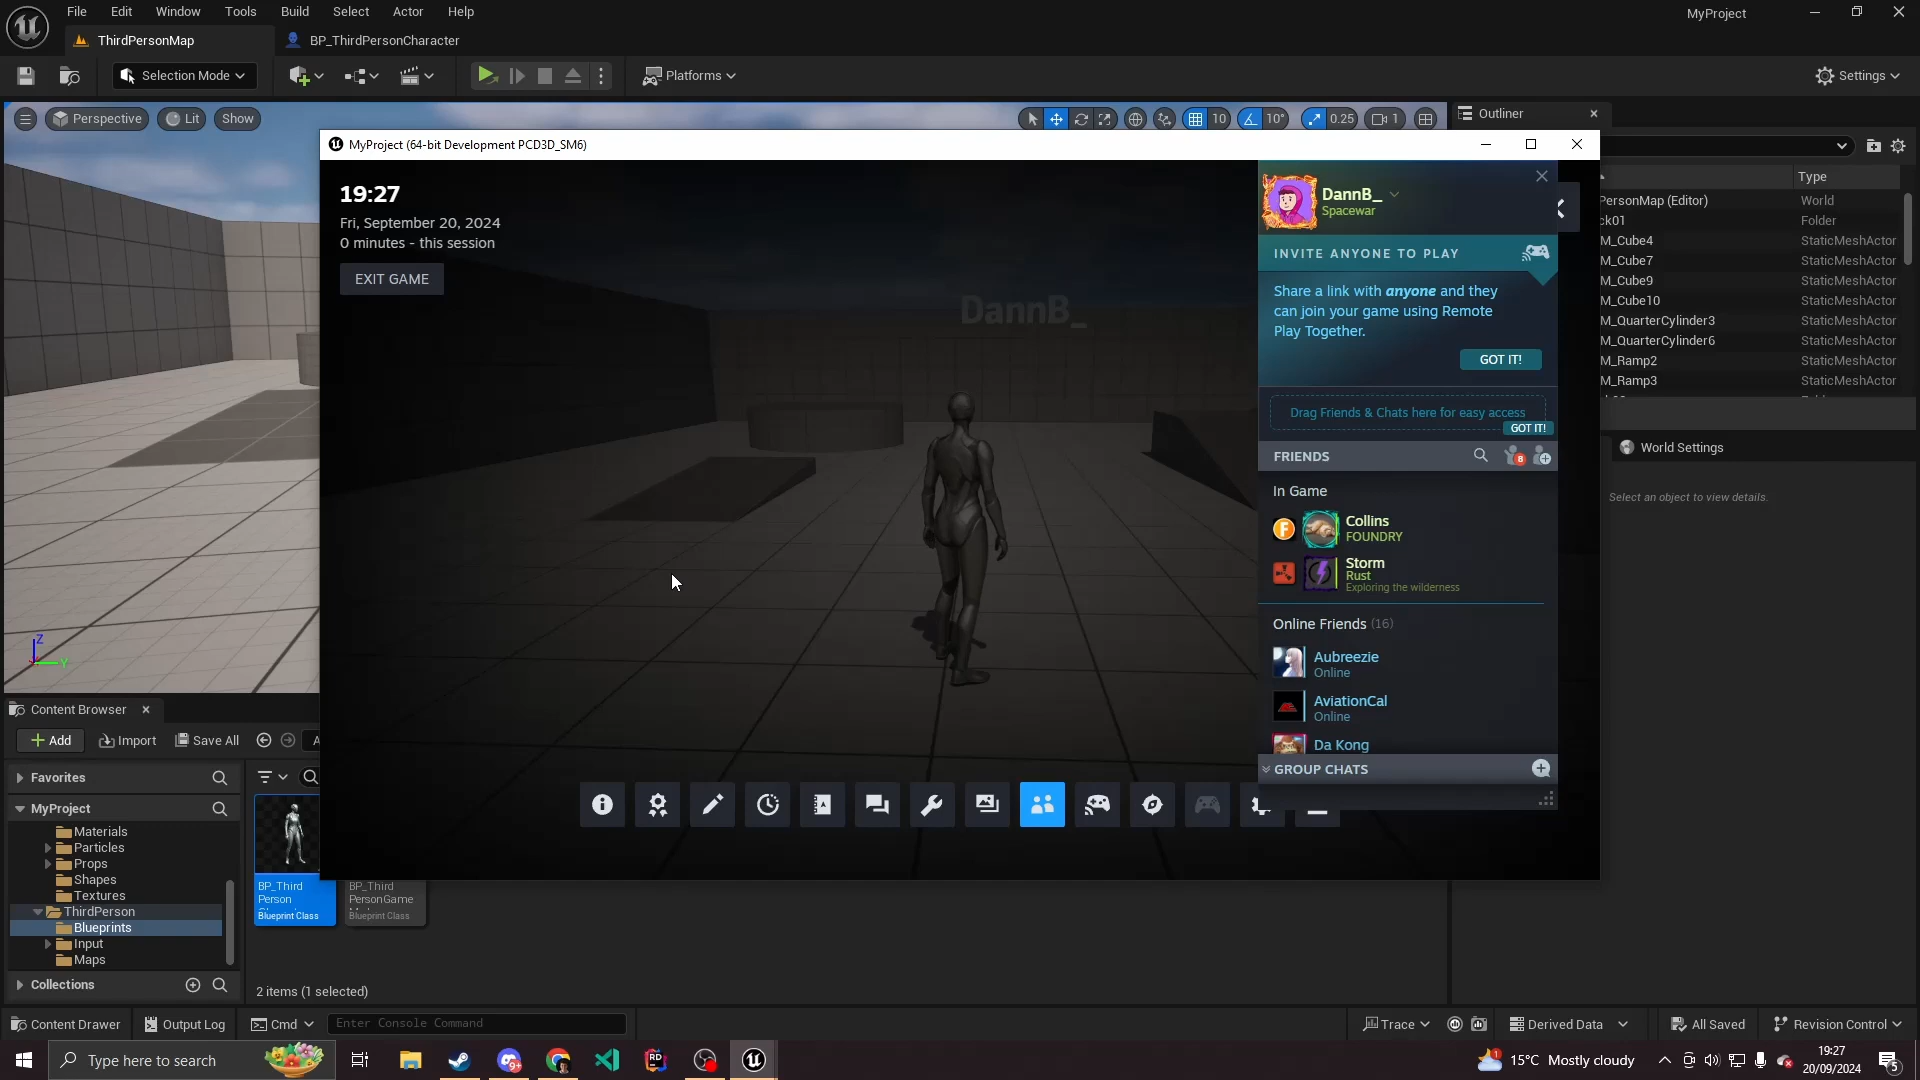 File Edit Window Tools Build Select Actor Help
MyProject
ThirdPersonMap
BP_ThirdPersonCharacter
Selection Mode
Platforms
Settings
Perspective
Lit
Show
10
10°
0.25
1
Outliner
MyProject (64-bit Development PCD3D_SM6)
19:27
Fri, September 20, 2024
0 minutes - this session
EXIT GAME
DannB_
DannB_
Spacewar
INVITE ANYONE TO PLAY
Share a link with anyone and they
can join your game using Remote
Play Together.
GOT IT!
Drag Friends & Chats here for easy access
GOT IT!
FRIENDS
8
In Game
Collins
FOUNDRY
Storm
Rust
Exploring the wilderness
Online Friends (16)
Aubreezie
Online
AviationCal
Online
Da Kong
GROUP CHATS
Type
PersonMap (Editor) World
ck01 Folder
M_Cube4 StaticMeshActor
M_Cube7 StaticMeshActor
M_Cube9 StaticMeshActor
M_Cube10 StaticMeshActor
M_QuarterCylinder3 StaticMeshActor
M_QuarterCylinder6 StaticMeshActor
M_Ramp2 StaticMeshActor
M_Ramp3 StaticMeshActor
World Settings
Select an object to view details.
Z
Y
Content Browser
Add
Import
Save All
Favorites
MyProject
Materials
Particles
Props
Shapes
Textures
ThirdPerson
Blueprints
Input
Maps
Collections
BP_Third
Person
Blueprint Class
BP_Third
PersonGame
Blueprint Class
2 items (1 selected)
Content Drawer
Output Log
Cmd
Enter Console Command
Trace
Derived Data
All Saved
Revision Control
Type here to search
9+
RD
1
15°C Mostly cloudy
19:27
20/09/2024
5